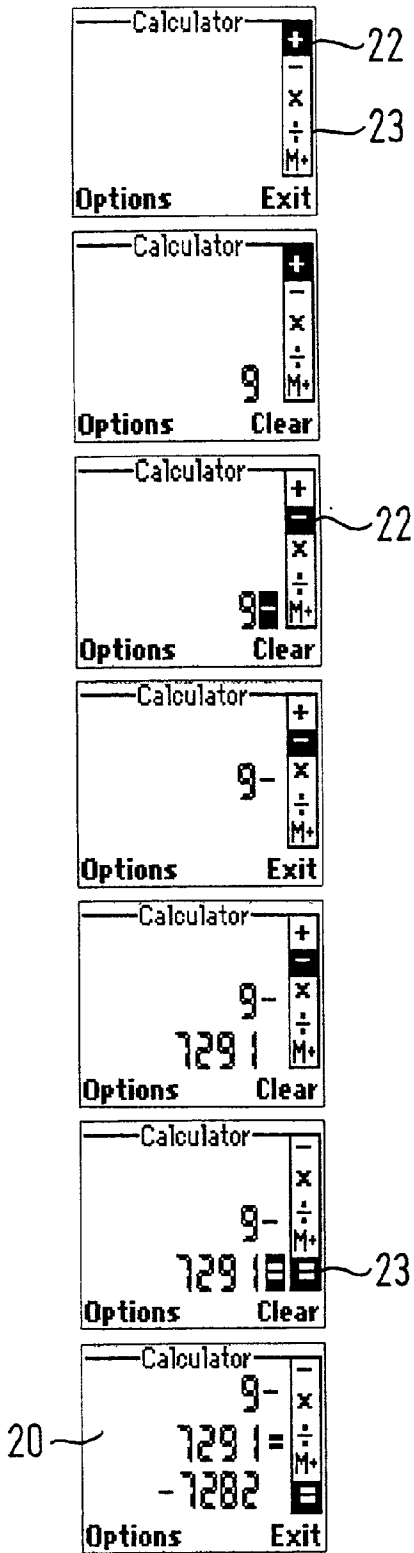 Calculator
+ 22
−
×
÷ 23
M+
Options Exit
Calculator
+
−
×
÷
9 M+
Options Clear
Calculator
+
− 22
×
÷
9− M+
Options Clear
Calculator
+
−
9− ×
÷
M+
Options Exit
Calculator
+
−
9− ×
÷
7291 M+
Options Clear
Calculator
−
×
9− ÷
M+
7291= = 23
Options Clear
Calculator
9− −
×
20 7291= ÷
M+
-7282 =
Options Exit